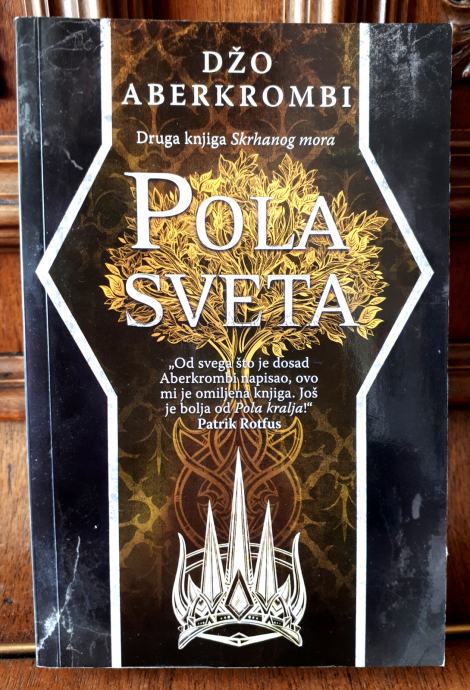 DŽO
ABERKROMBI
Druga knjiga Skrhanog mora
POLA
SVETA
„Od svega što je dosad
Aberkrombi napisao, ovo
mi je omiljena knjiga. Još
je bolja od Pola kralja!“
Patrik Rotfus